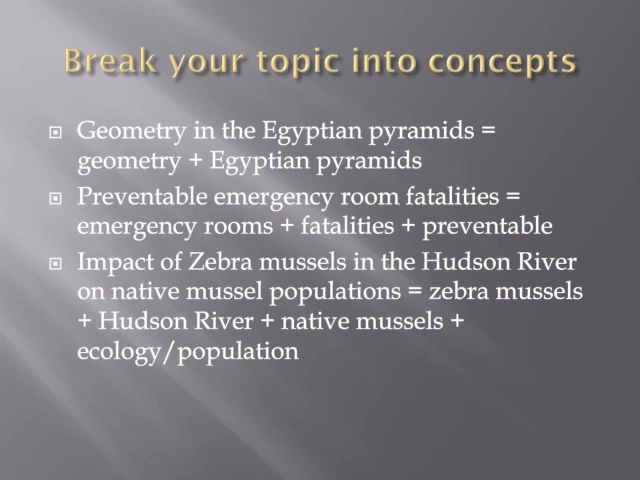 Break your topic into concepts
Geometry in the Egyptian pyramids =
geometry + Egyptian pyramids
Preventable emergency room fatalities =
emergency rooms + fatalities + preventable
Impact of Zebra mussels in the Hudson River
on native mussel populations = zebra mussels
+ Hudson River + native mussels +
ecology/population